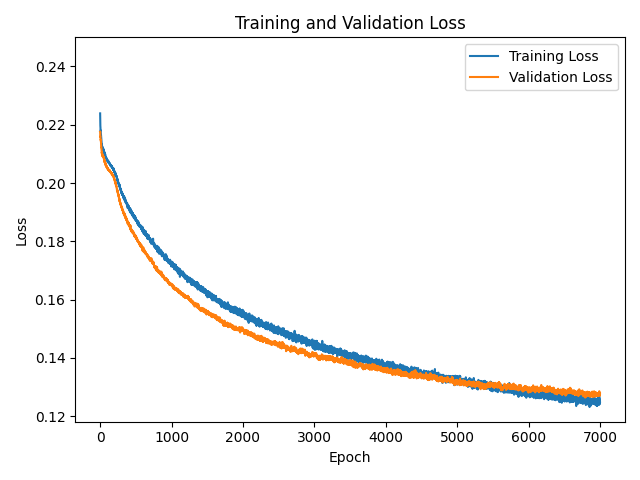 Training and Validation Loss
Training Loss
Validation Loss
0.24
0.22
0.20
0.18
0.16
0.14
0.12
Loss
0 1000 2000 3000 4000 5000 6000 7000
Epoch